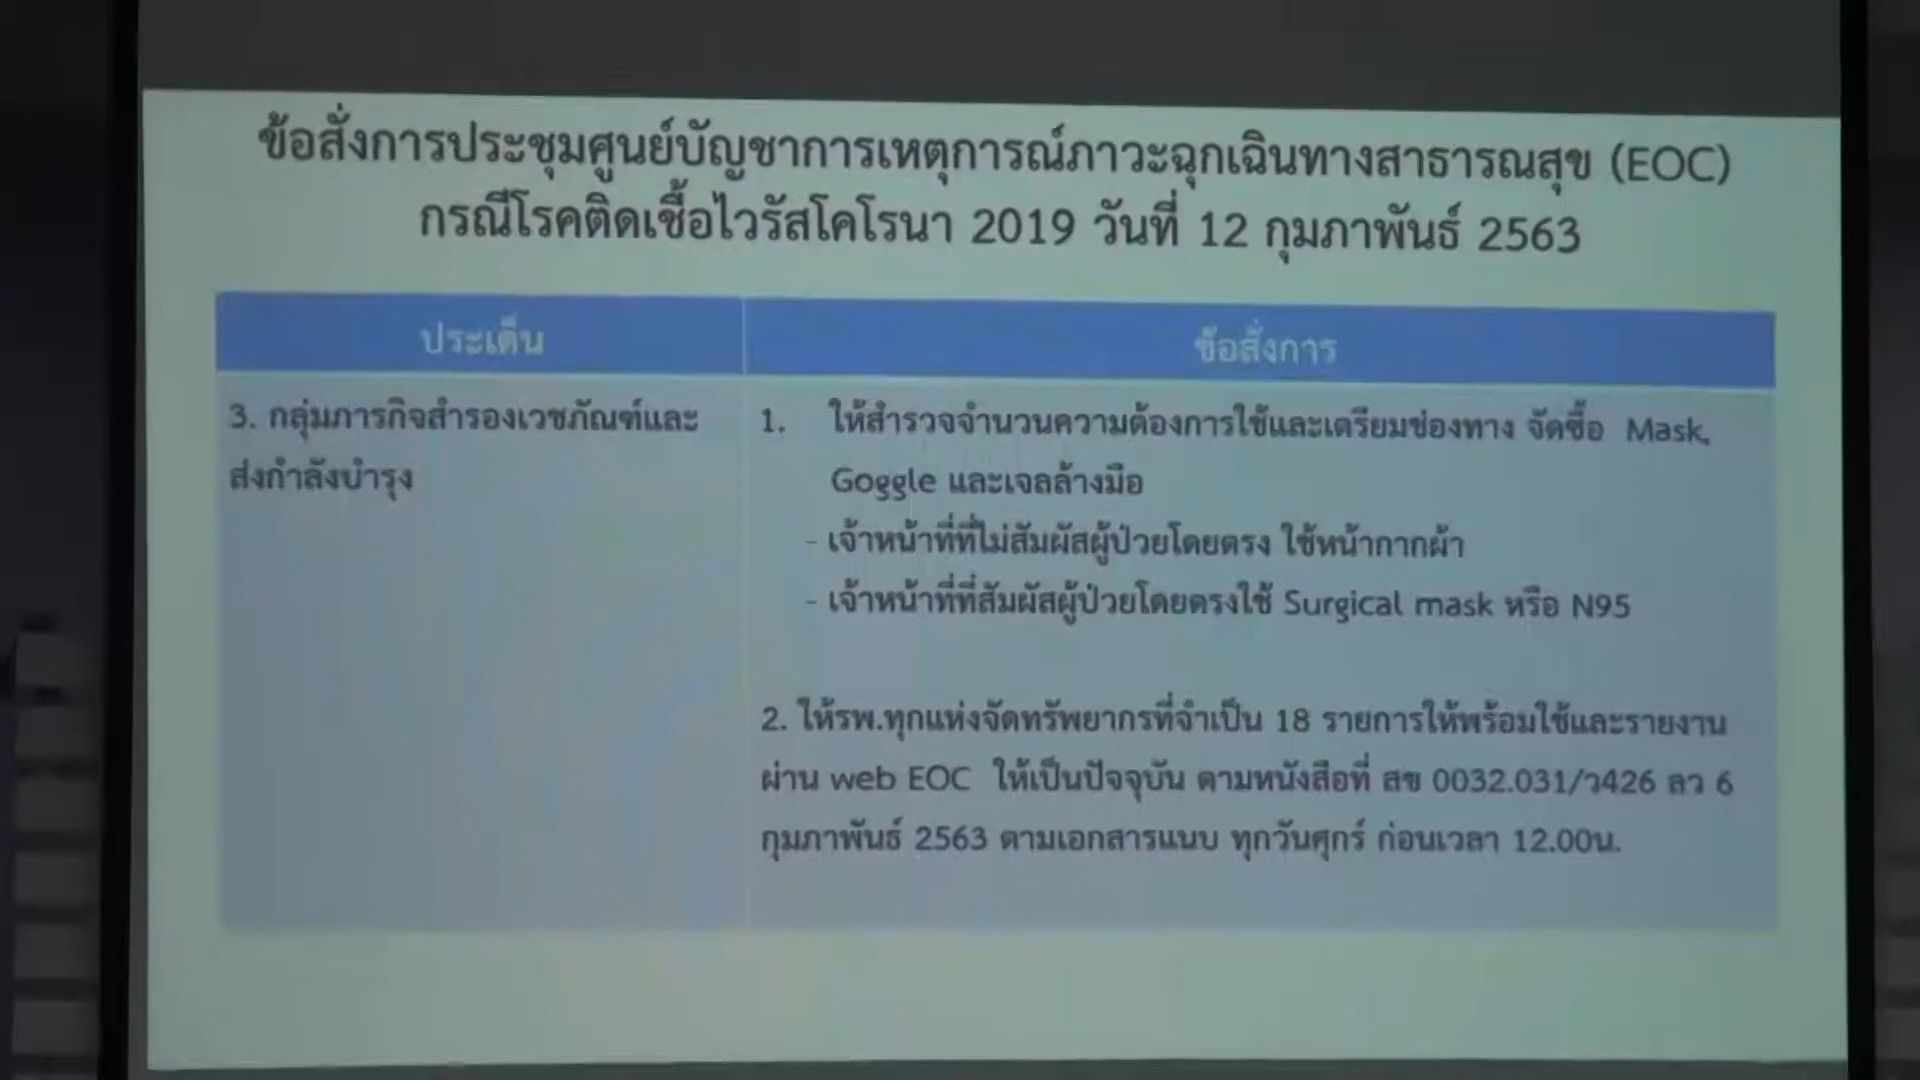 ข้อสั่งการประชุมศูนย์บัญชาการเหตุการณ์ภาวะฉุกเฉินทางสาธารณสุข (EOC)
กรณีโรคติดเชื้อไวรัสโคโรนา 2019 วันที่ 12 กุมภาพันธ์ 2563
ประเด็น
ข้อสั่งการ
3. กลุ่มภารกิจสำรองเวชภัณฑ์และ
ส่งกำลังบำรุง
1. ให้สำรวจจำนวนความต้องการใช้และเตรียมช่องทาง จัดซื้อ Mask,
Goggle และเจลล้างมือ
- เจ้าหน้าที่ที่ไม่สัมผัสผู้ป่วยโดยตรง ใช้หน้ากากผ้า
- เจ้าหน้าที่ที่สัมผัสผู้ป่วยโดยตรงใช้ Surgical mask หรือ N95
2. ให้รพ.ทุกแห่งจัดทรัพยากรที่จำเป็น 18 รายการให้พร้อมใช้และรายงาน
ผ่าน web EOC ให้เป็นปัจจุบัน ตามหนังสือที่ สข 0032.031/ว426 ลว 6
กุมภาพันธ์ 2563 ตามเอกสารแนบ ทุกวันศุกร์ ก่อนเวลา 12.00น.